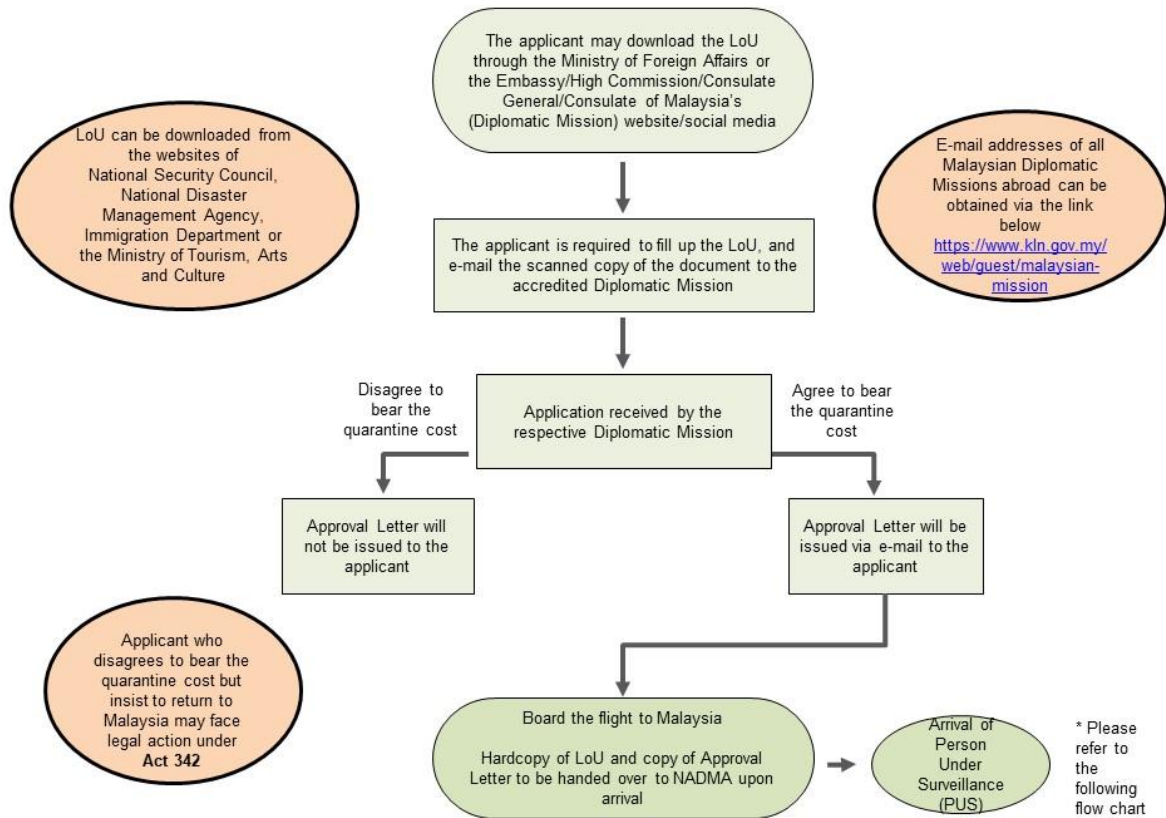 The applicant may download the LoU
through the Ministry of Foreign Affairs or
the Embassy/High Commission/Consulate
General/Consulate of Malaysia's
(Diplomatic Mission) website/social media
LoU can be downloaded from
the websites of
National Security Council,
National Disaster
Management Agency,
Immigration Department or
the Ministry of Tourism, Arts
and Culture
E-mail addresses of all
Malaysian Diplomatic
Missions abroad can be
obtained via the link
below
https://www.kln.gov.my/
web/guest/malaysian-
mission
The applicant is required to fill up the LoU, and
e-mail the scanned copy of the document to the
accredited Diplomatic Mission
Disagree to
bear the
quarantine cost
Application received by the
respective Diplomatic Mission
Agree to bear
the quarantine
cost
Approval Letter will
not be issued to the
applicant
Approval Letter will be
issued via e-mail to the
applicant
Applicant who
disagrees to bear the
quarantine cost but
insist to return to
Malaysia may face
legal action under
Act 342
Board the flight to Malaysia
Hardcopy of LoU and copy of Approval
Letter to be handed over to NADMA upon
arrival
Arrival of
Person
Under
Surveillance
(PUS)
* Please
refer to
the
following
flow chart